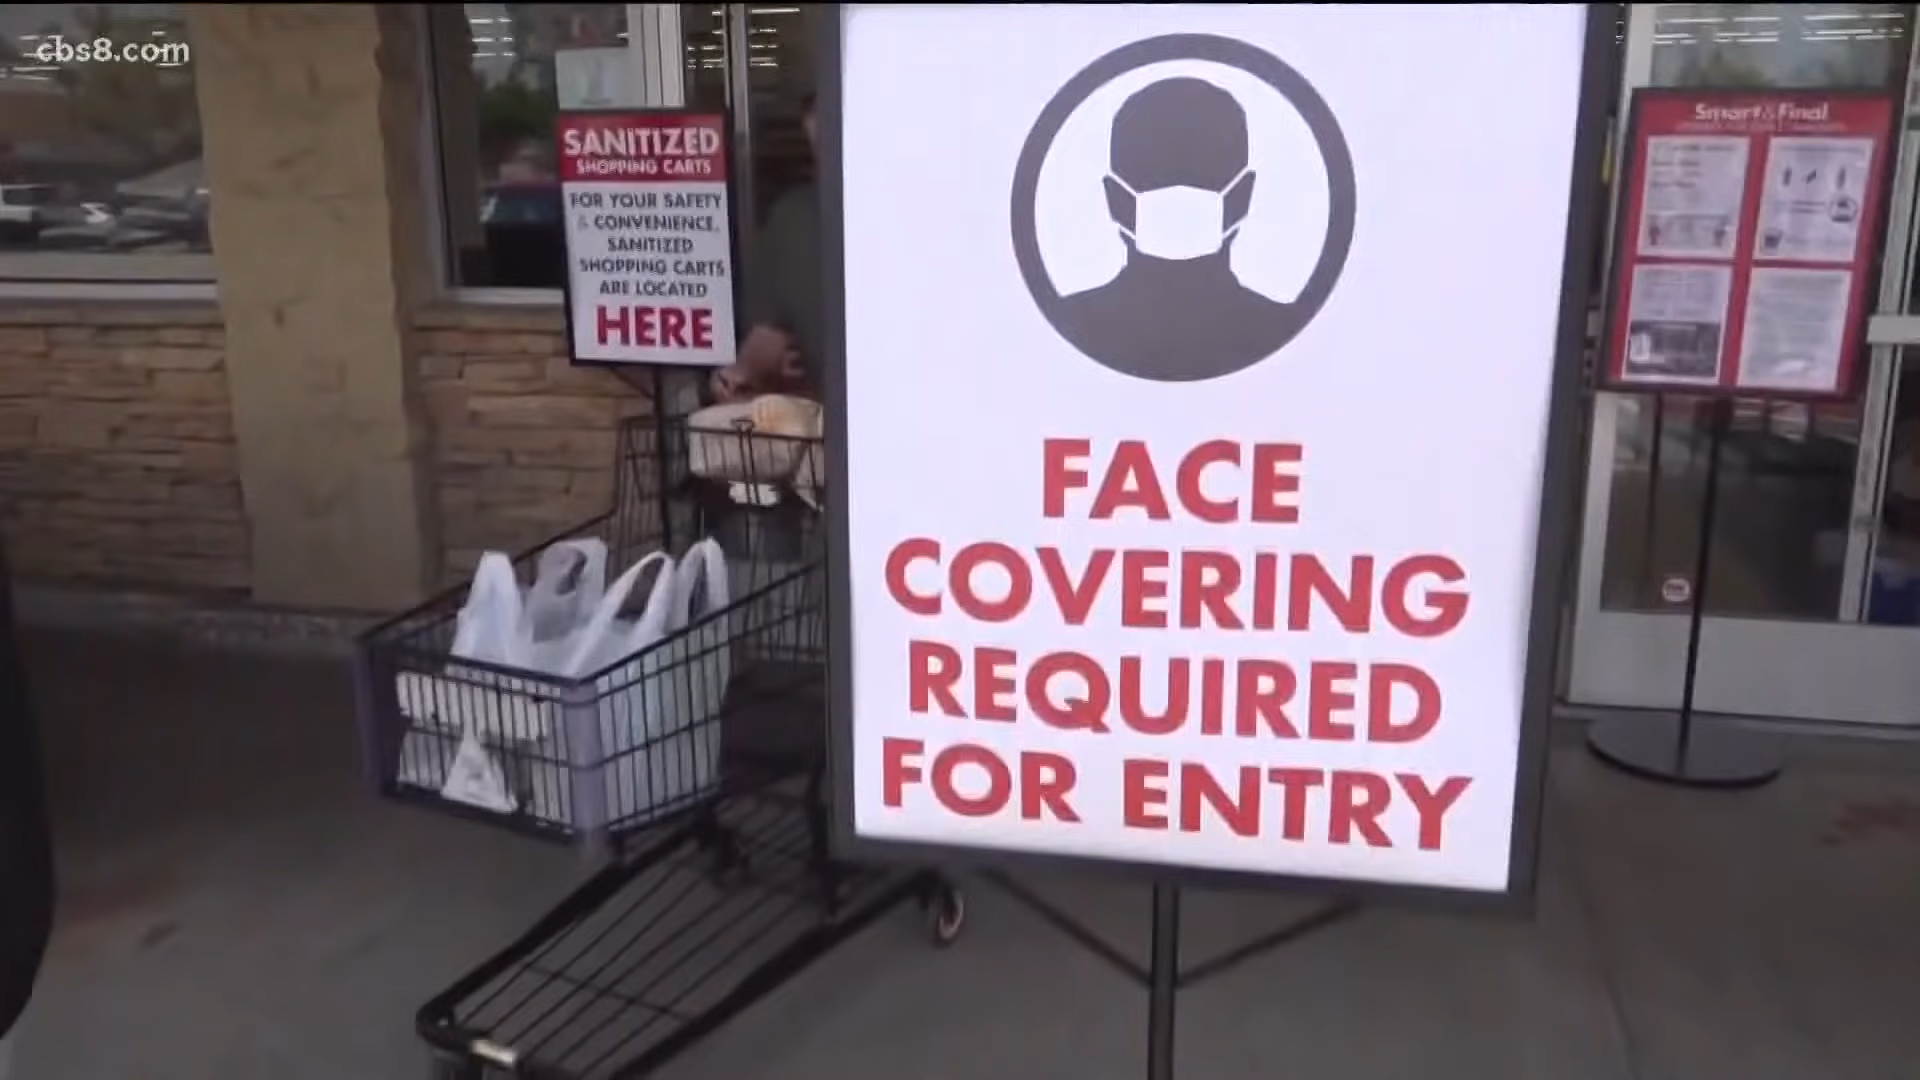 cbs8.com
SANITIZED
SHOPPING CARTS
FOR YOUR SAFETY
& CONVENIENCE,
SANITIZED
SHOPPING CARTS
ARE LOCATED
HERE
FACE
COVERING
REQUIRED
FOR ENTRY
Smart&Final